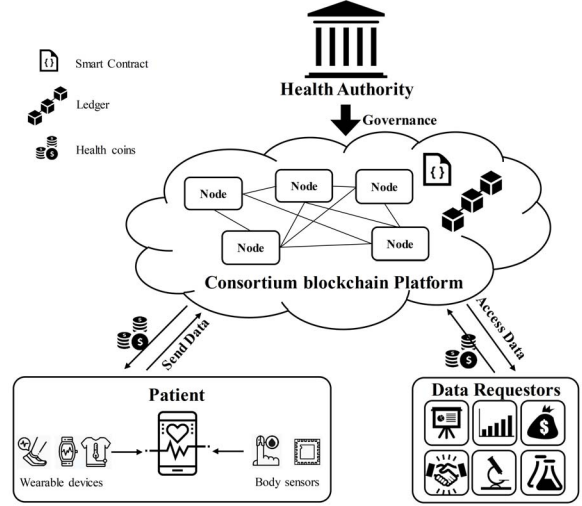 Health Authority
Smart Contract
Ledger
Health coins
Governance
Node
Node
Node
Node
Node
Consortium blockchain Platform
Send Data
Access Data
Patient
Wearable devices
Body sensors
Data Requestors